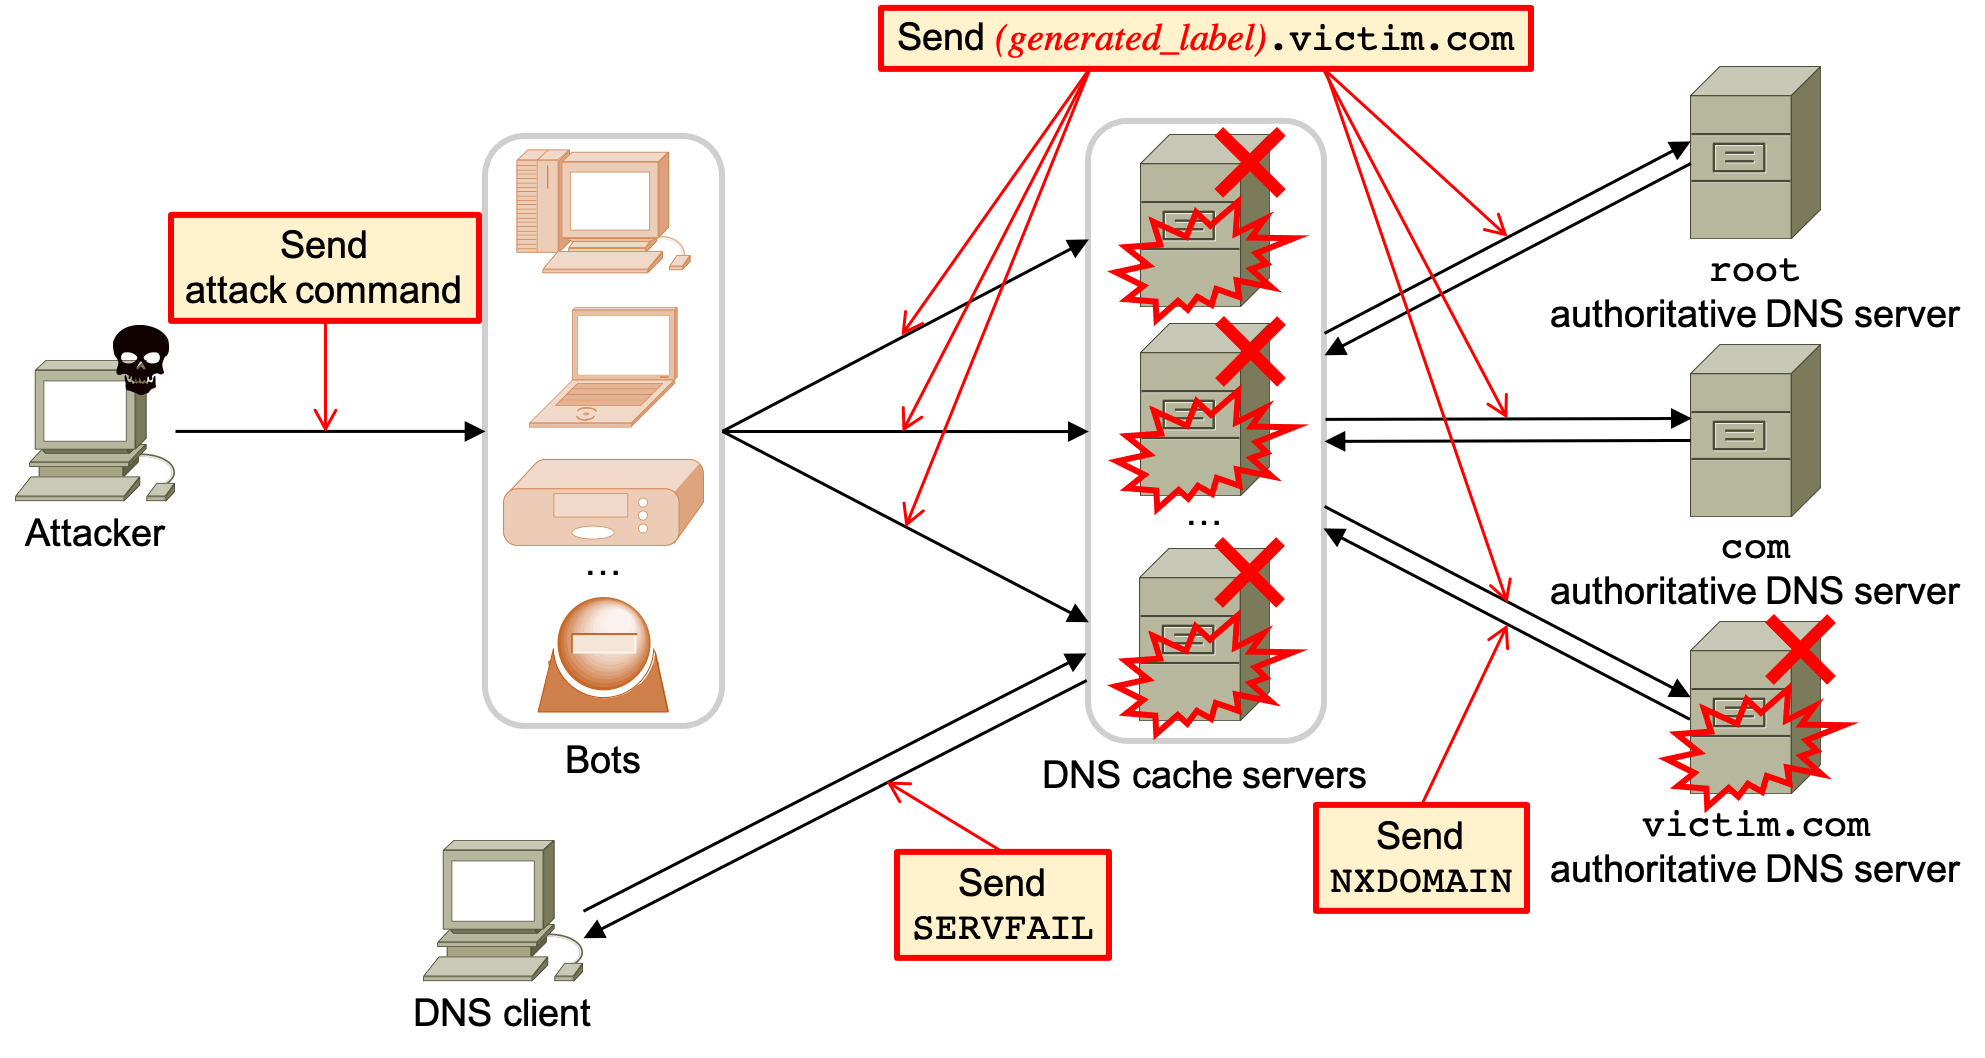 Send (generated_label).victim.com
Send
attack command
root
authoritative DNS server
Attacker
...
...
com
authoritative DNS server
Bots
DNS cache servers
Send
NXDOMAIN
victim.com
authoritative DNS server
Send
SERVFAIL
DNS client